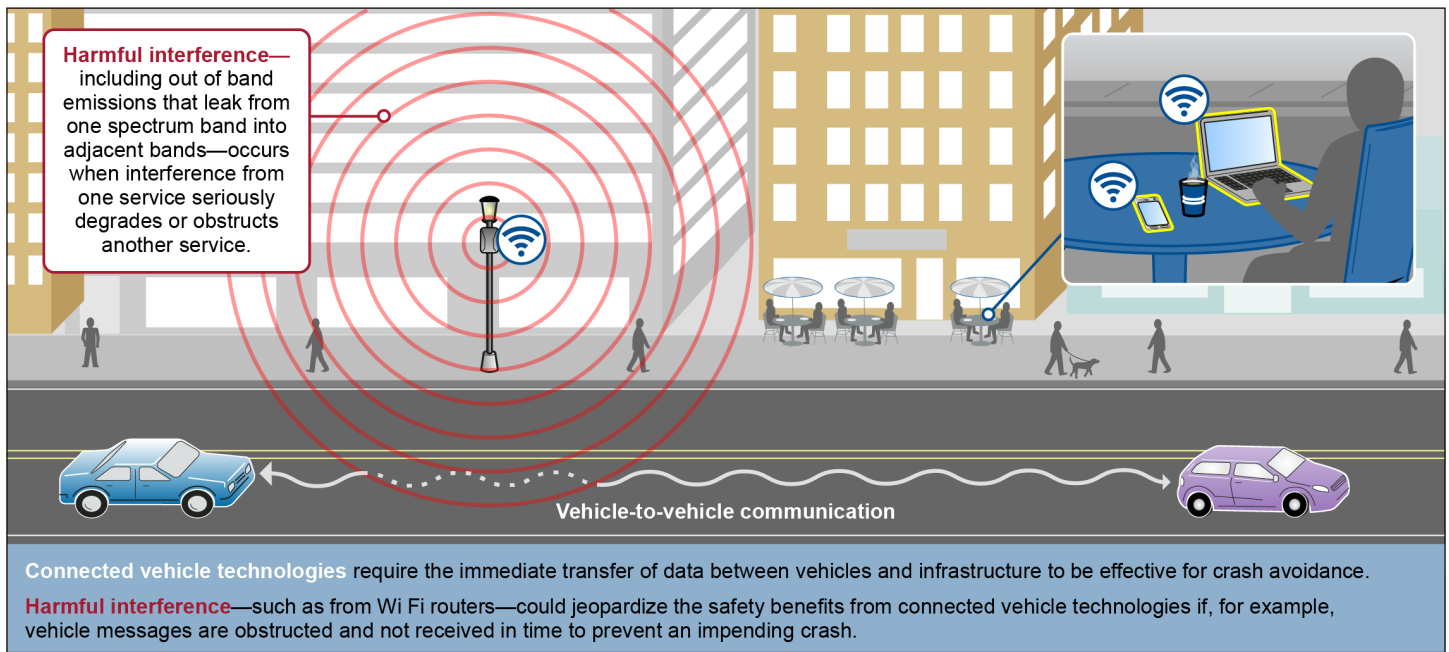 Harmful interference—
including out of band
emissions that leak from
one spectrum band into
adjacent bands—occurs
when interference from
one service seriously
degrades or obstructs
another service.
Vehicle-to-vehicle communication
Connected vehicle technologies require the immediate transfer of data between vehicles and infrastructure to be effective for crash avoidance.
Harmful interference—such as from Wi Fi routers—could jeopardize the safety benefits from connected vehicle technologies if, for example,
vehicle messages are obstructed and not received in time to prevent an impending crash.